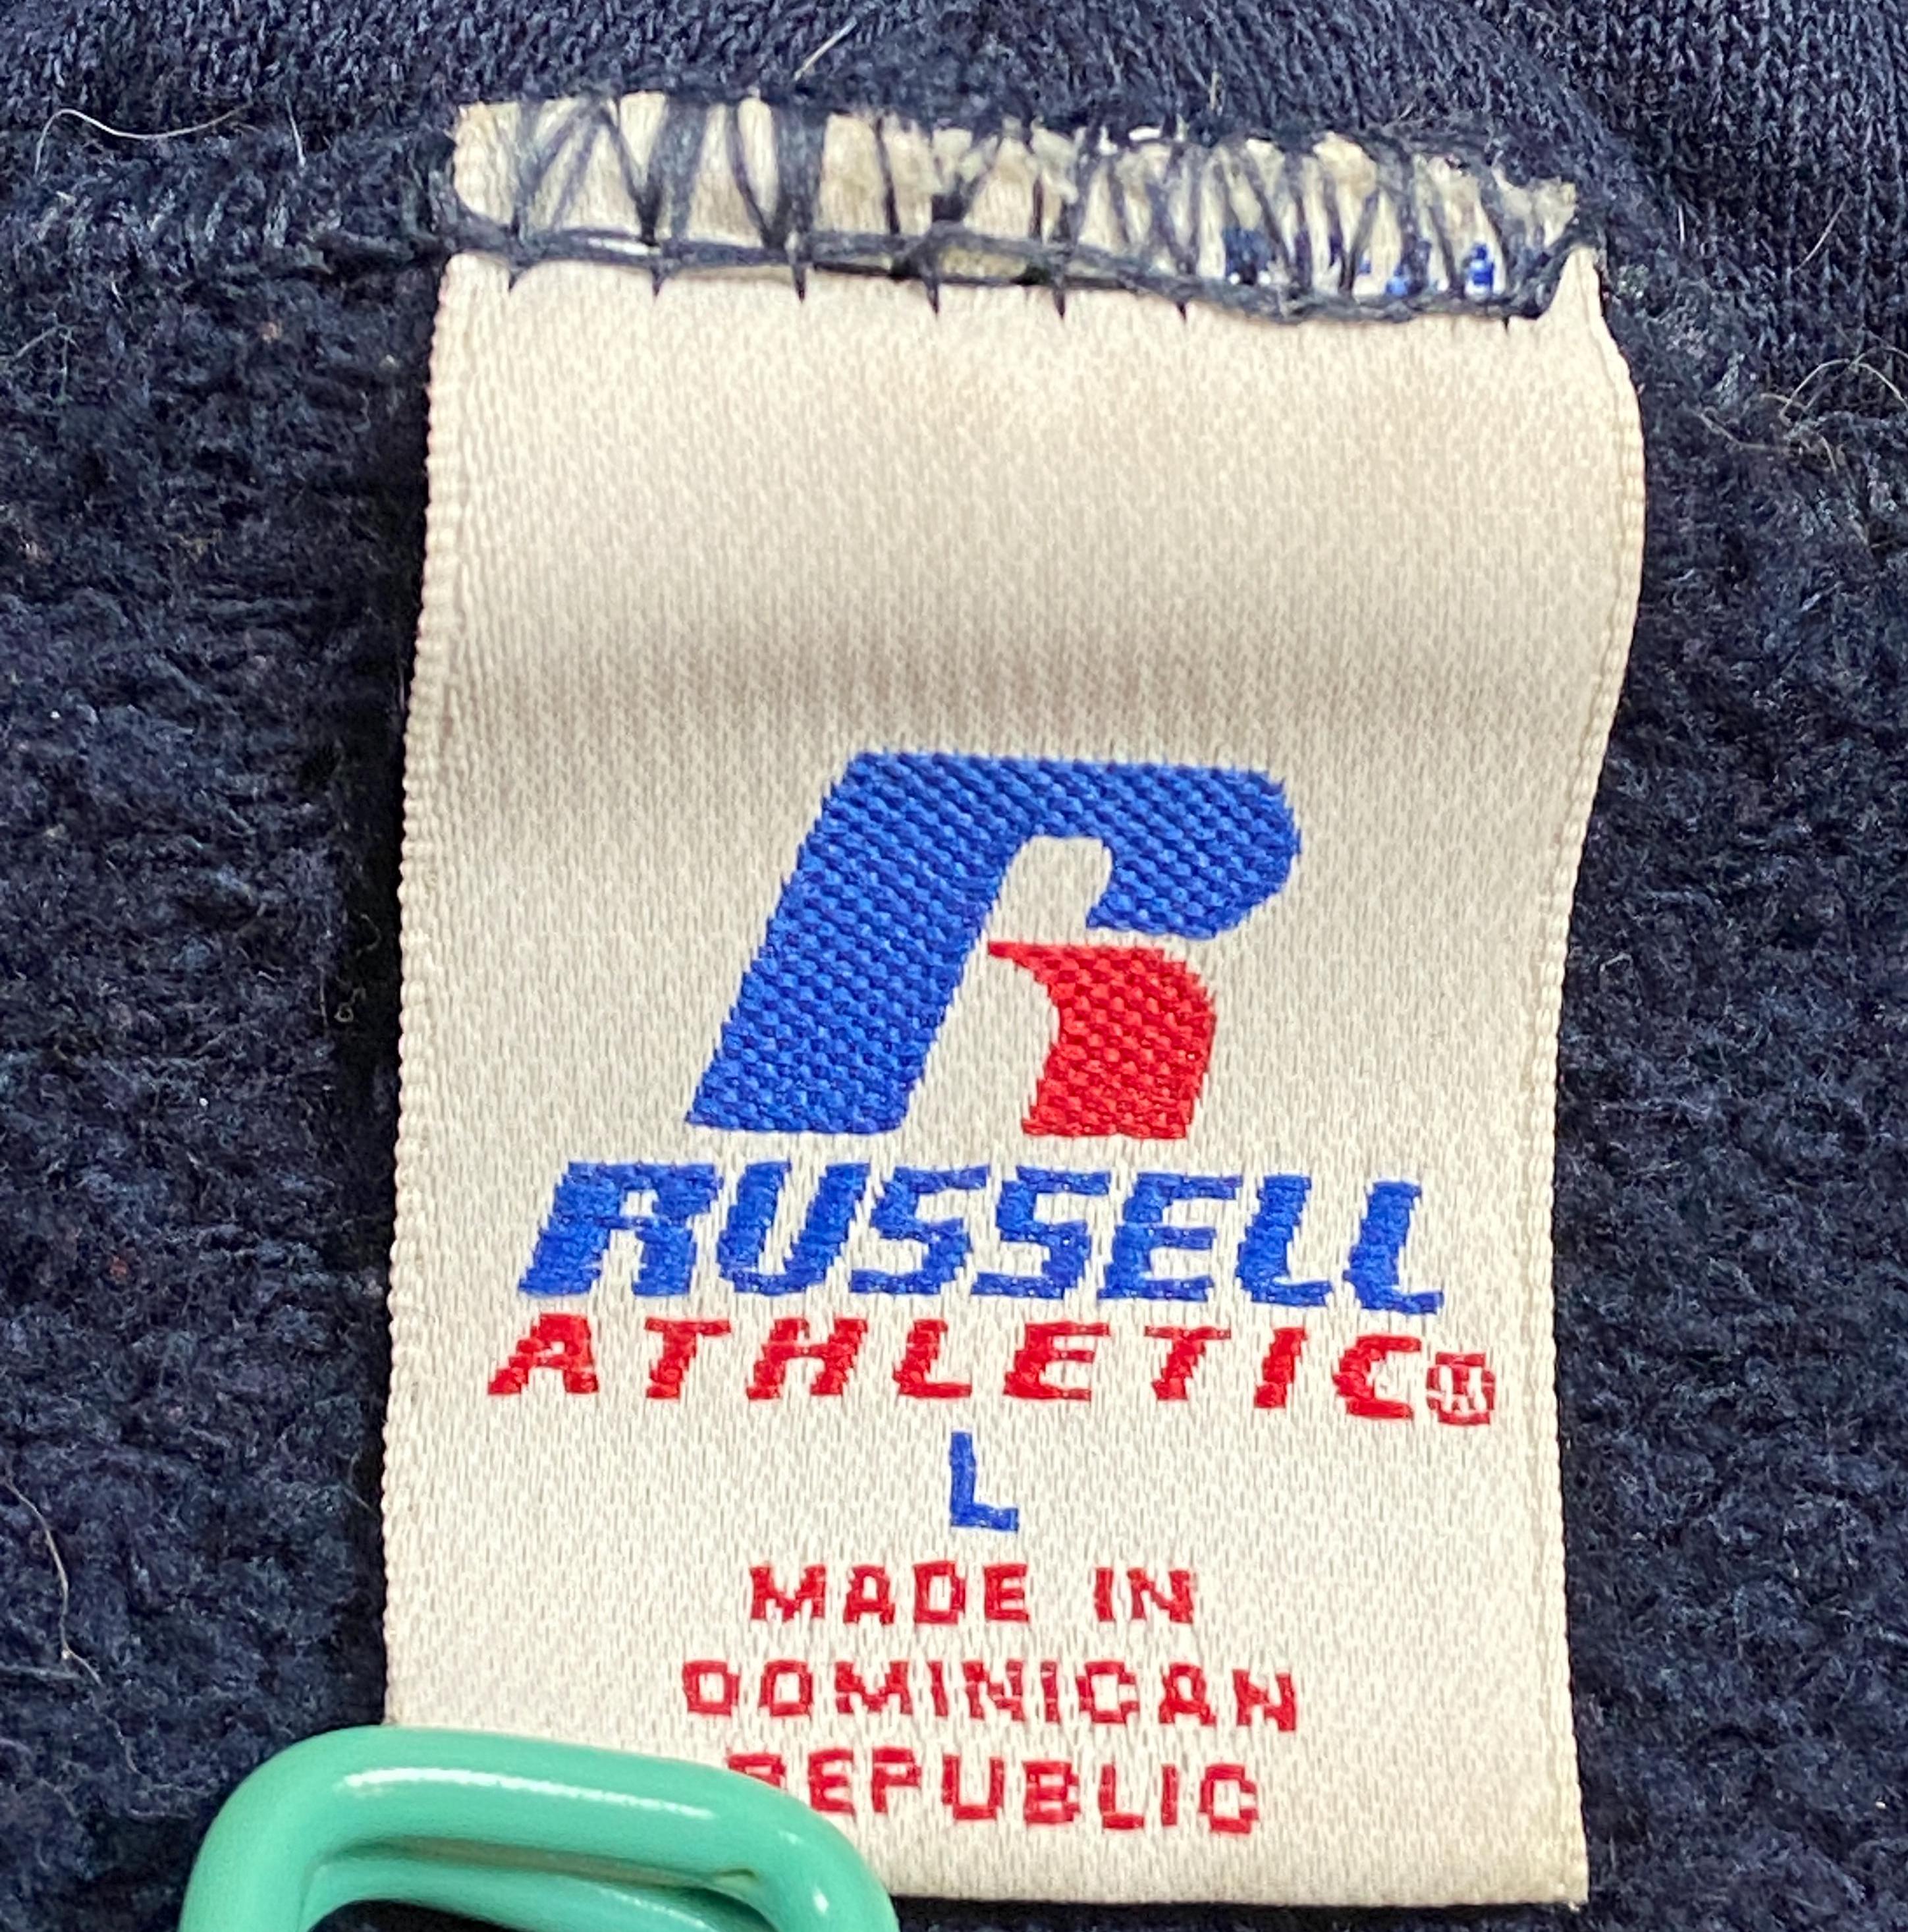 RUSSELL
ATHLETIC®
L
MADE IN
DOMINICAN
REPUBLIC